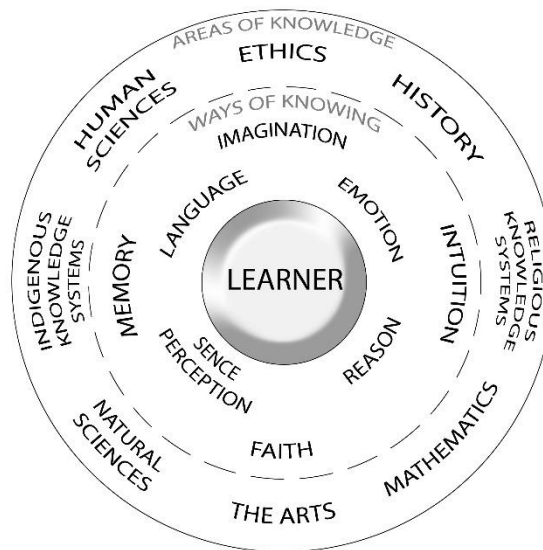 AREAS OF KNOWLEDGE
ETHICS
HUMAN
SCIENCES
HISTORY
WAYS OF KNOWING
IMAGINATION
LANGUAGE
EMOTION
INDIGENOUS
KNOWLEDGE
SYSTEMS
MEMORY
LEARNER
INTUITION
RELIGIOUS
KNOWLEDGE
SYSTEMS
SENCE
PERCEPTION
REASON
NATURAL
SCIENCES
FAITH
MATHEMATICS
THE ARTS